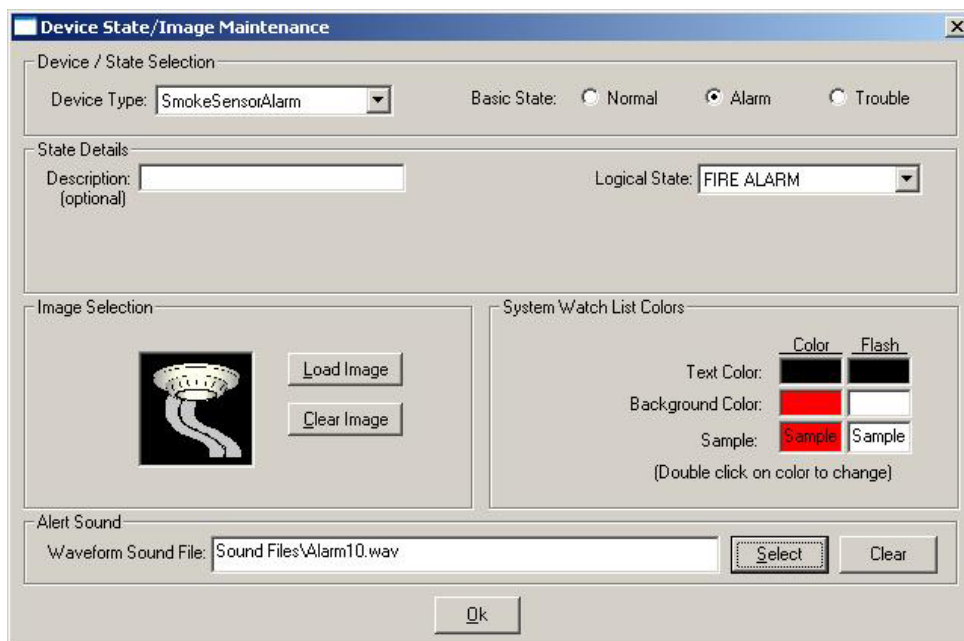 Device State/Image Maintenance
Device / State Selection
Device Type: SmokeSensorAlarm Basic State: Normal Alarm Trouble
State Details
Description: Logical State: FIRE ALARM
(optional)
Image Selection System Watch List Colors
Color Flash
Load Image Text Color:
Background Color:
Clear Image
Sample: Sample Sample
(Double click on color to change)
Alert Sound
Waveform Sound File: Sound Files\Alarm10.wav Select Clear
Ok